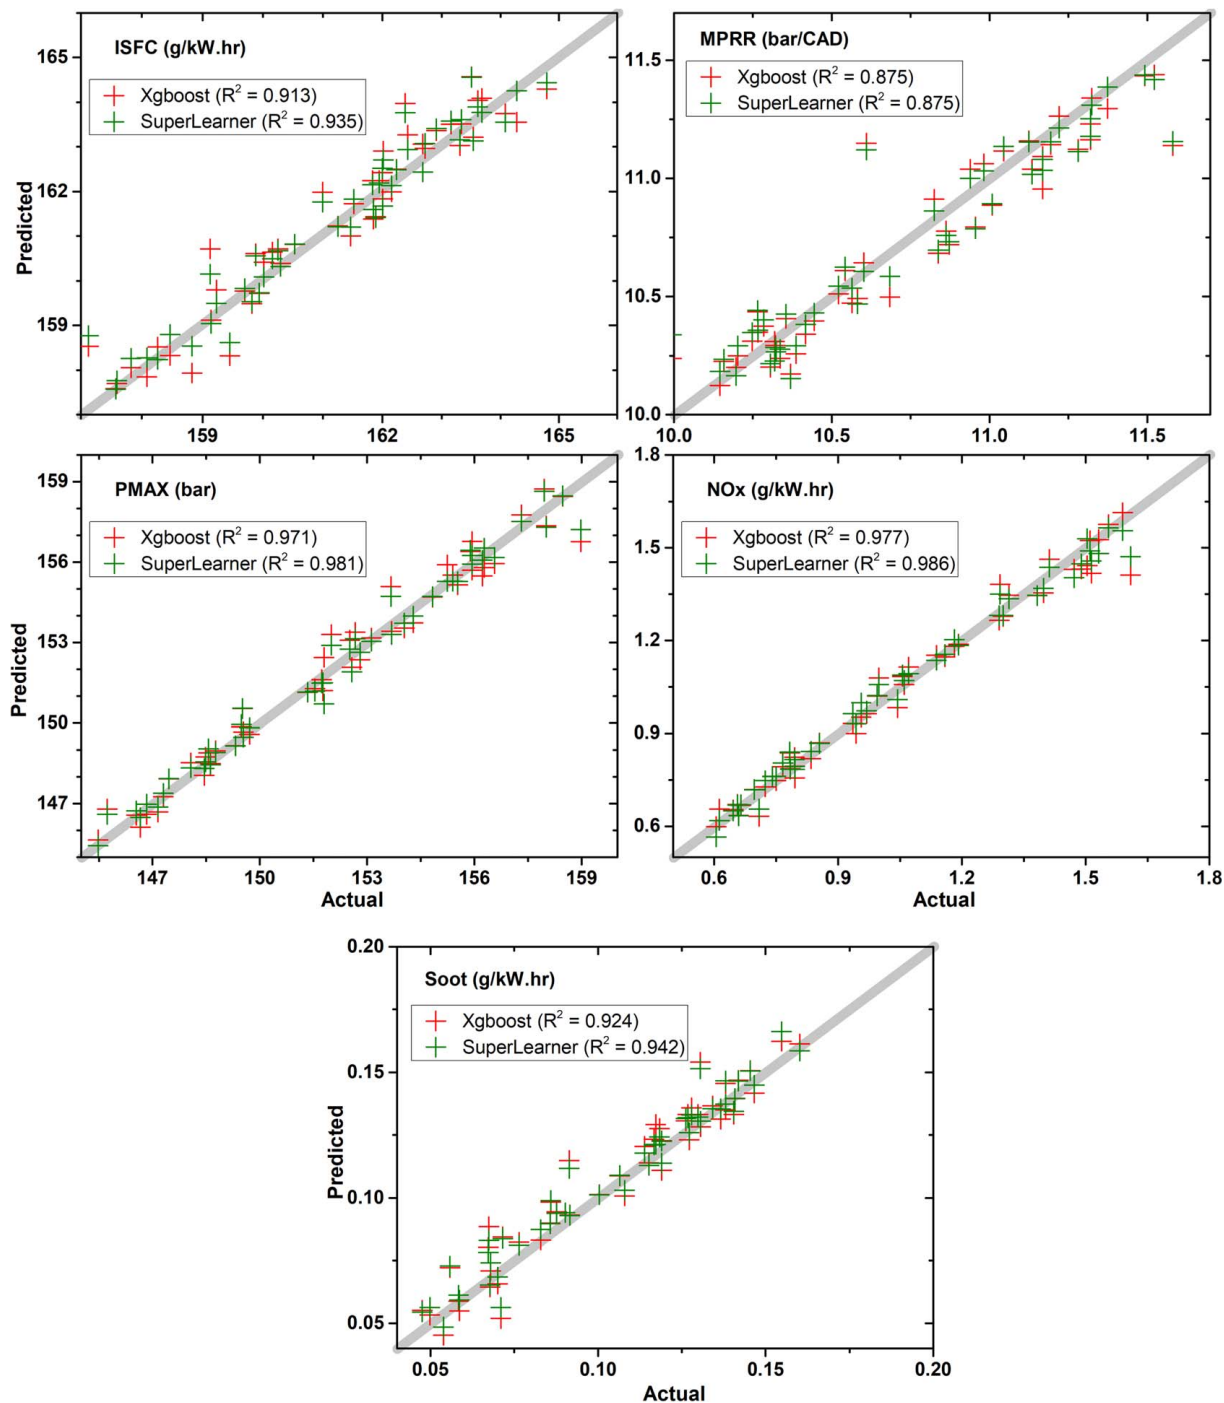 ISFC (g/kW.hr)
Xgboost (R² = 0.913)
SuperLearner (R² = 0.935)
165
162
159
Predicted
159 162 165
MPRR (bar/CAD)
Xgboost (R² = 0.875)
SuperLearner (R² = 0.875)
11.5
11.0
10.5
10.0
10.0 10.5 11.0 11.5
PMAX (bar)
Xgboost (R² = 0.971)
SuperLearner (R² = 0.981)
159
156
153
150
147
Predicted
147 150 153 156 159
Actual
NOx (g/kW.hr)
Xgboost (R² = 0.977)
SuperLearner (R² = 0.986)
1.8
1.5
1.2
0.9
0.6
0.6 0.9 1.2 1.5 1.8
Actual
Soot (g/kW.hr)
Xgboost (R² = 0.924)
SuperLearner (R² = 0.942)
0.20
0.15
0.10
0.05
Predicted
0.05 0.10 0.15 0.20
Actual